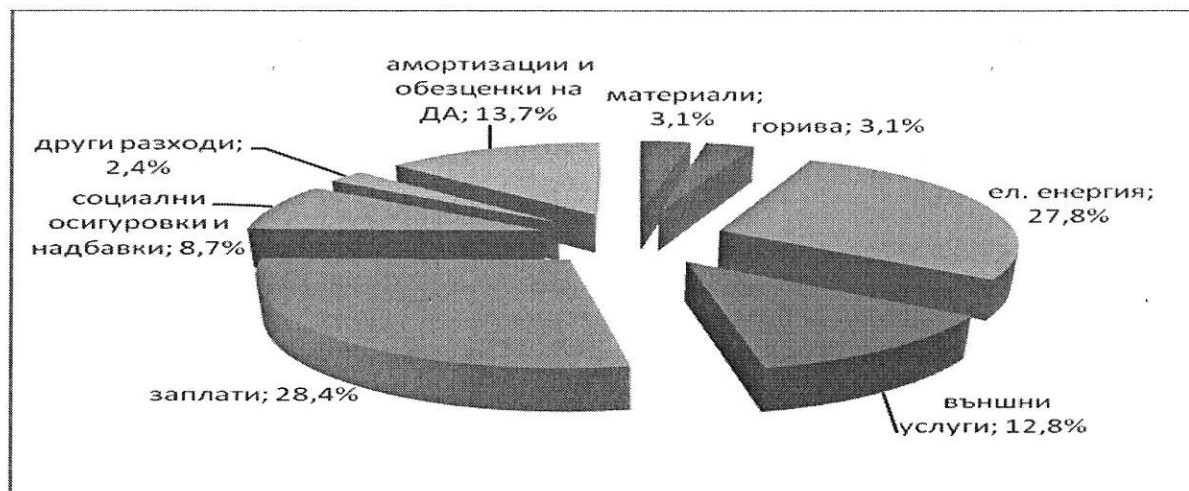 амортизации и
обезценки на
ДА; 13,7%
материали;
3,1%
горива; 3,1%
ел. енергия;
27,8%
външни
услуги; 12,8%
заплати; 28,4%
социални
осигуровки и
надбавки; 8,7%
други разходи;
2,4%